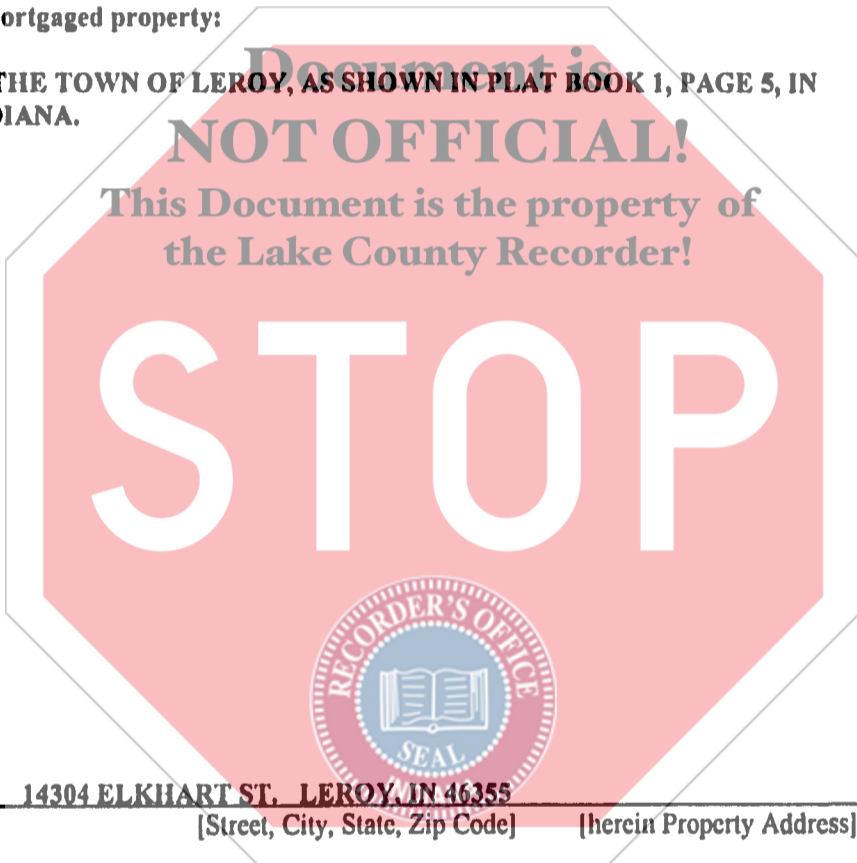 ortgaged property:
THE TOWN OF LEROY, AS SHOWN IN PLAT BOOK 1, PAGE 5, IN
DIANA.
Document is
NOT OFFICIAL!
This Document is the property of
the Lake County Recorder!
STOP
RECORDER'S OFFICE
SEAL
14304 ELKHART ST. LEROY, IN 46355
[Street, City, State, Zip Code] [herein Property Address]